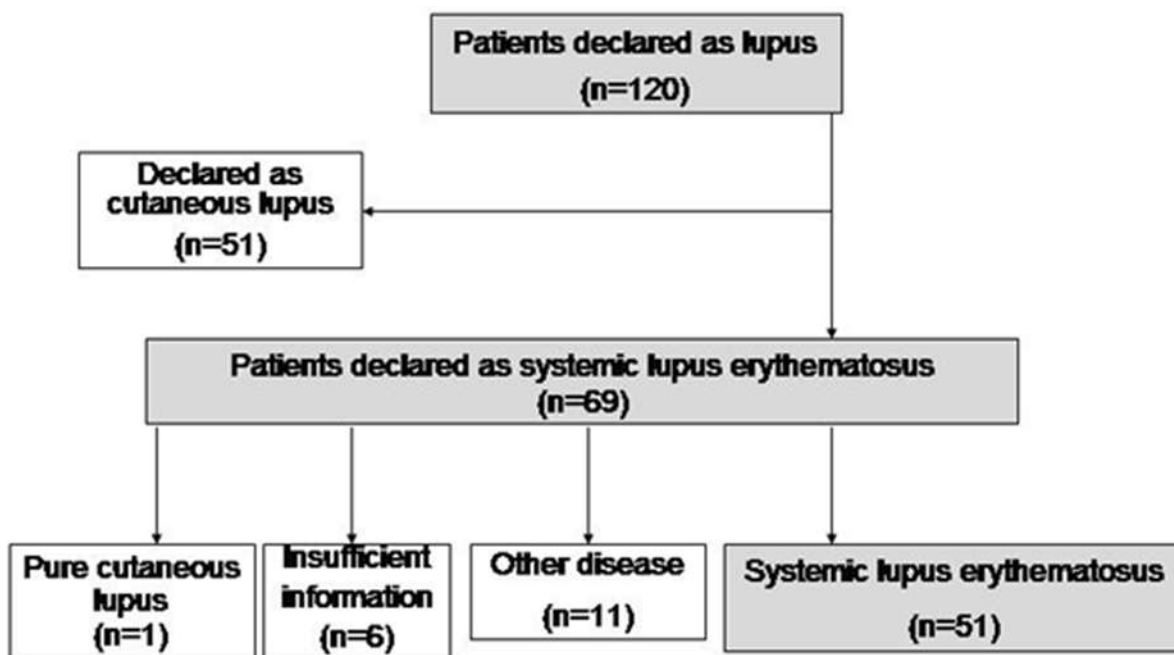 Patients declared as lupus
(n=120)
Declared as
cutaneous lupus
(n=51)
Patients declared as systemic lupus erythematosus
(n=69)
Pure cutaneous
lupus
(n=1)
Insufficient
information
(n=6)
Other disease
(n=11)
Systemic lupus erythematosus
(n=51)